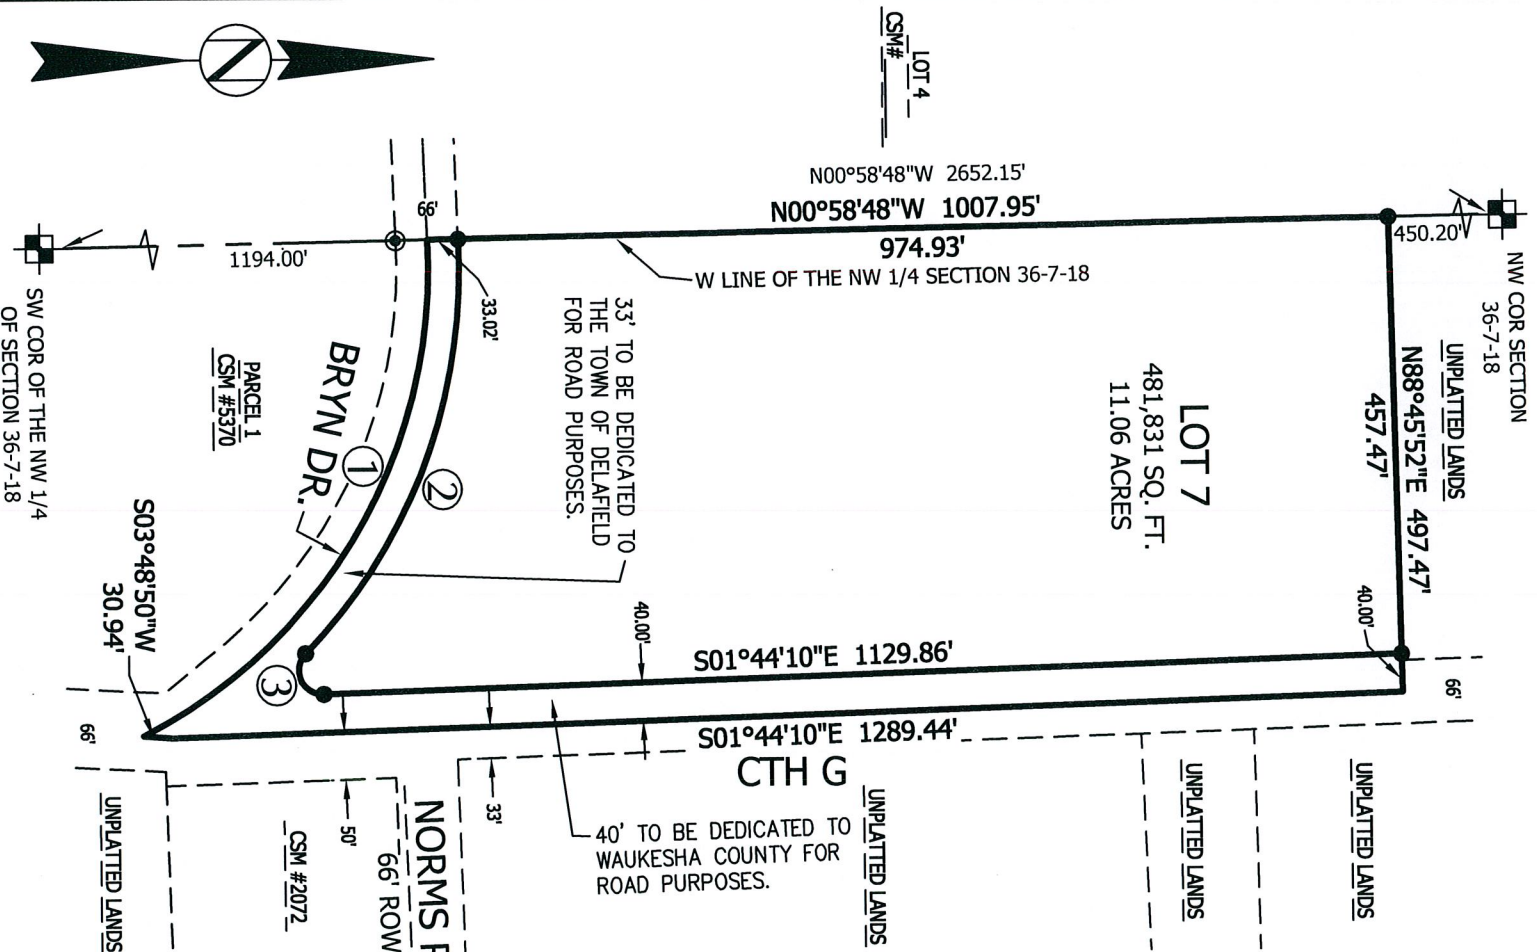 N
LOT 4
CSM#
N00°58'48"W 2652.15'
N00°58'48"W 1007.95'
974.93'
W LINE OF THE NW 1/4 SECTION 36-7-18
450.20'
NW COR SECTION
36-7-18
66'
1194.00'
33.02'
SW COR OF THE NW 1/4
OF SECTION 36-7-18
PARCEL 1
CSM #5370
BRYN DR.
33' TO BE DEDICATED TO
THE TOWN OF DELAFIELD
FOR ROAD PURPOSES.
LOT 7
481,831 SQ. FT.
11.06 ACRES
UNPLATTED LANDS
N88°45'52"E 497.47'
457.47'
1
2
3
S03°48'50"W
30.94'
40.00'
40.00'
S01°44'10"E 1129.86'
S01°44'10"E 1289.44'
66'
66'
CTH G
33'
50'
40' TO BE DEDICATED TO
WAUKESHA COUNTY FOR
ROAD PURPOSES.
UNPLATTED LANDS
CSM #2072
NORMS
66' ROW
UNPLATTED LANDS
UNPLATTED LANDS
UNPLATTED LANDS